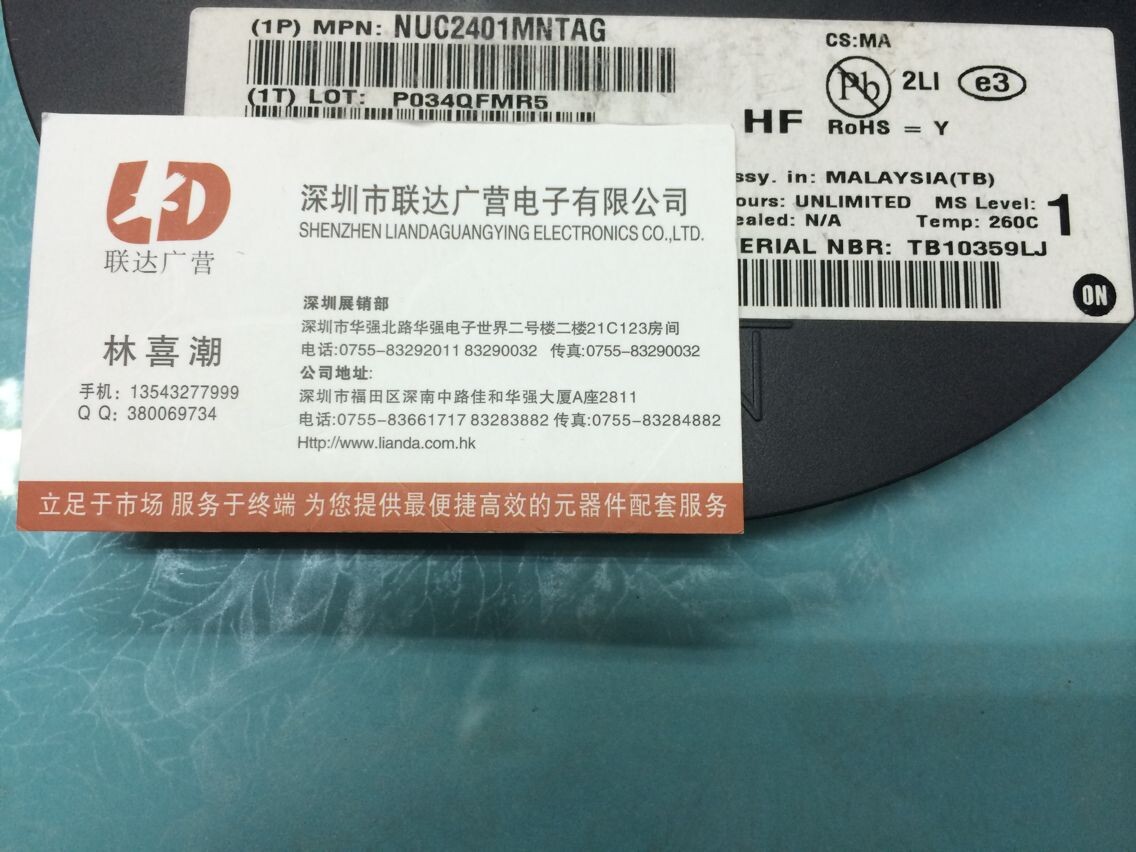 (1P) MPN: NUC2401MNTAG
(1T) LOT: P034QFMR5
CS:MA
Pb 2LI e3
HF RoHS = Y
ssy. in: MALAYSIA(TB)
ours: UNLIMITED MS Level: 1
ealed: N/A Temp: 260C
ERIAL NBR: TB10359LJ
ON
联达广营
深圳市联达广营电子有限公司
SHENZHEN LIANDAGUANGYING ELECTRONICS CO.,LTD.
林喜潮
手机: 13543277999
Q Q: 380069734
深圳展销部
深圳市华强北路华强电子世界二号楼二楼21C123房间
电话:0755-83292011 83290032 传真:0755-83290032
公司地址:
深圳市福田区深南中路佳和华强大厦A座2811
电话:0755-83661717 83283882 传真:0755-83284882
Http://www.lianda.com.hk
立足于市场 服务于终端 为您提供最便捷高效的元器件配套服务